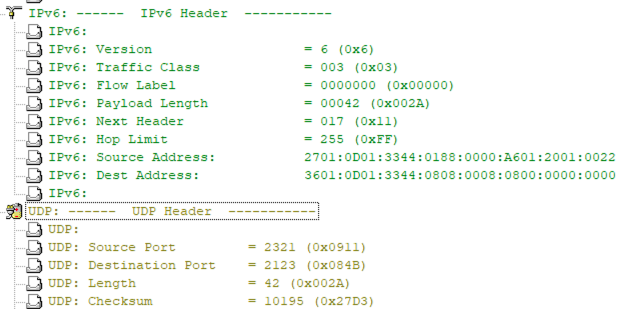 IPv6: ------ IPv6 Header -----------
IPv6:
IPv6: Version = 6 (0x6)
IPv6: Traffic Class = 003 (0x03)
IPv6: Flow Label = 0000000 (0x00000)
IPv6: Payload Length = 00042 (0x002A)
IPv6: Next Header = 017 (0x11)
IPv6: Hop Limit = 255 (0xFF)
IPv6: Source Address: 2701:0D01:3344:0188:0000:A601:2001:0022
IPv6: Dest Address: 3601:0D01:3344:0808:0008:0800:0000:0000
IPv6:
UDP: ------ UDP Header -----------
UDP:
UDP: Source Port = 2321 (0x0911)
UDP: Destination Port = 2123 (0x084B)
UDP: Length = 42 (0x002A)
UDP: Checksum = 10195 (0x27D3)